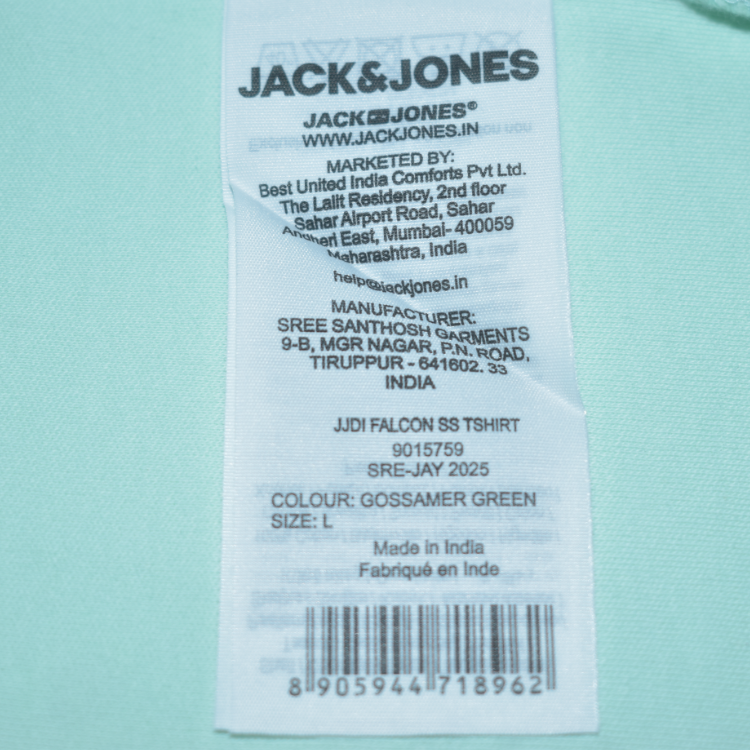 JACK&JONES
JACK JONES®
WWW.JACKJONES.IN
MARKETED BY:
Best United India Comforts Pvt Ltd.
The Lalit Residency, 2nd floor
Sahar Airport Road, Sahar
Andheri East, Mumbai- 400059
Maharashtra, India
help@jackjones.in
MANUFACTURER:
SREE SANTHOSH GARMENTS
9-B, MGR NAGAR, P.N. ROAD,
TIRUPPUR - 641602. 33
INDIA
JJDI FALCON SS TSHIRT
9015759
SRE-JAY 2025
COLOUR: GOSSAMER GREEN
SIZE: L
Made in India
Fabriqué en Inde
8 905944 718962